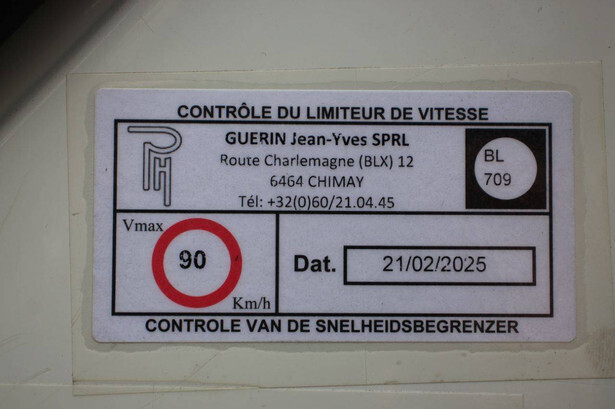 CONTRÔLE DU LIMITEUR DE VITESSE
GUERIN Jean-Yves SPRL
Route Charlemagne (BLX) 12
6464 CHIMAY
Tél: +32(0)60/21.04.45
BL
709
Vmax
90
Km/h
Dat. 21/02/2025
CONTROLE VAN DE SNELHEIDSBEGRENZER